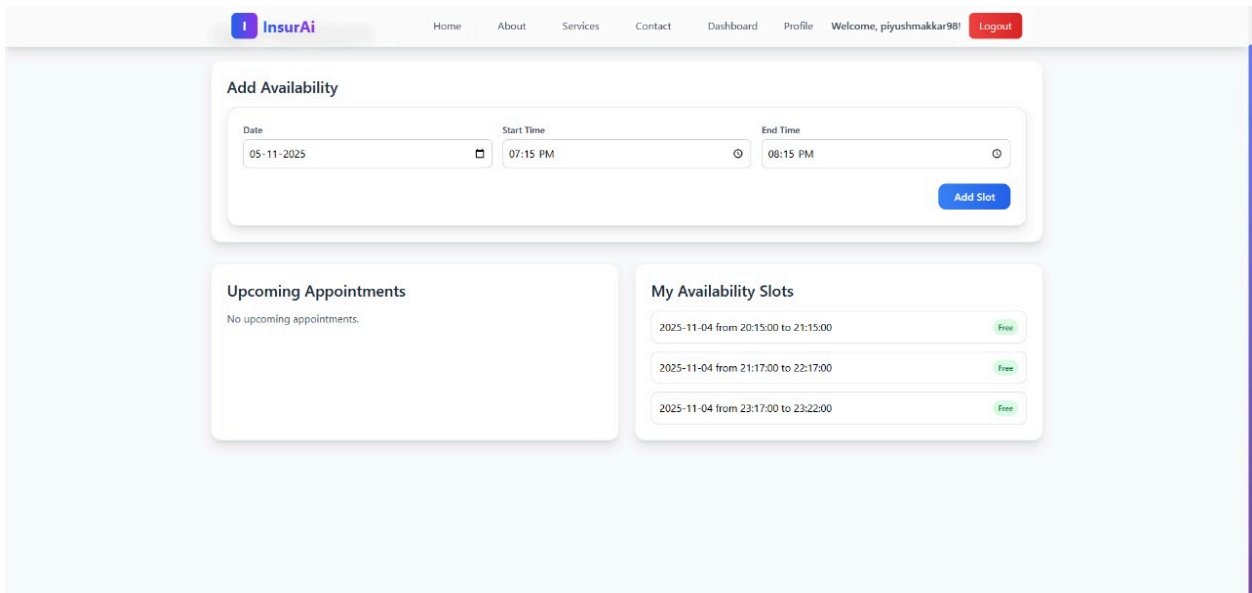 I InsurAi Home About Services Contact Dashboard Profile Welcome, piyushmakkar98! Logout
Add Availability
Date Start Time End Time
05-11-2025 07:15 PM 08:15 PM
Add Slot
Upcoming Appointments
No upcoming appointments.
My Availability Slots
2025-11-04 from 20:15:00 to 21:15:00 Free
2025-11-04 from 21:17:00 to 22:17:00 Free
2025-11-04 from 23:17:00 to 23:22:00 Free